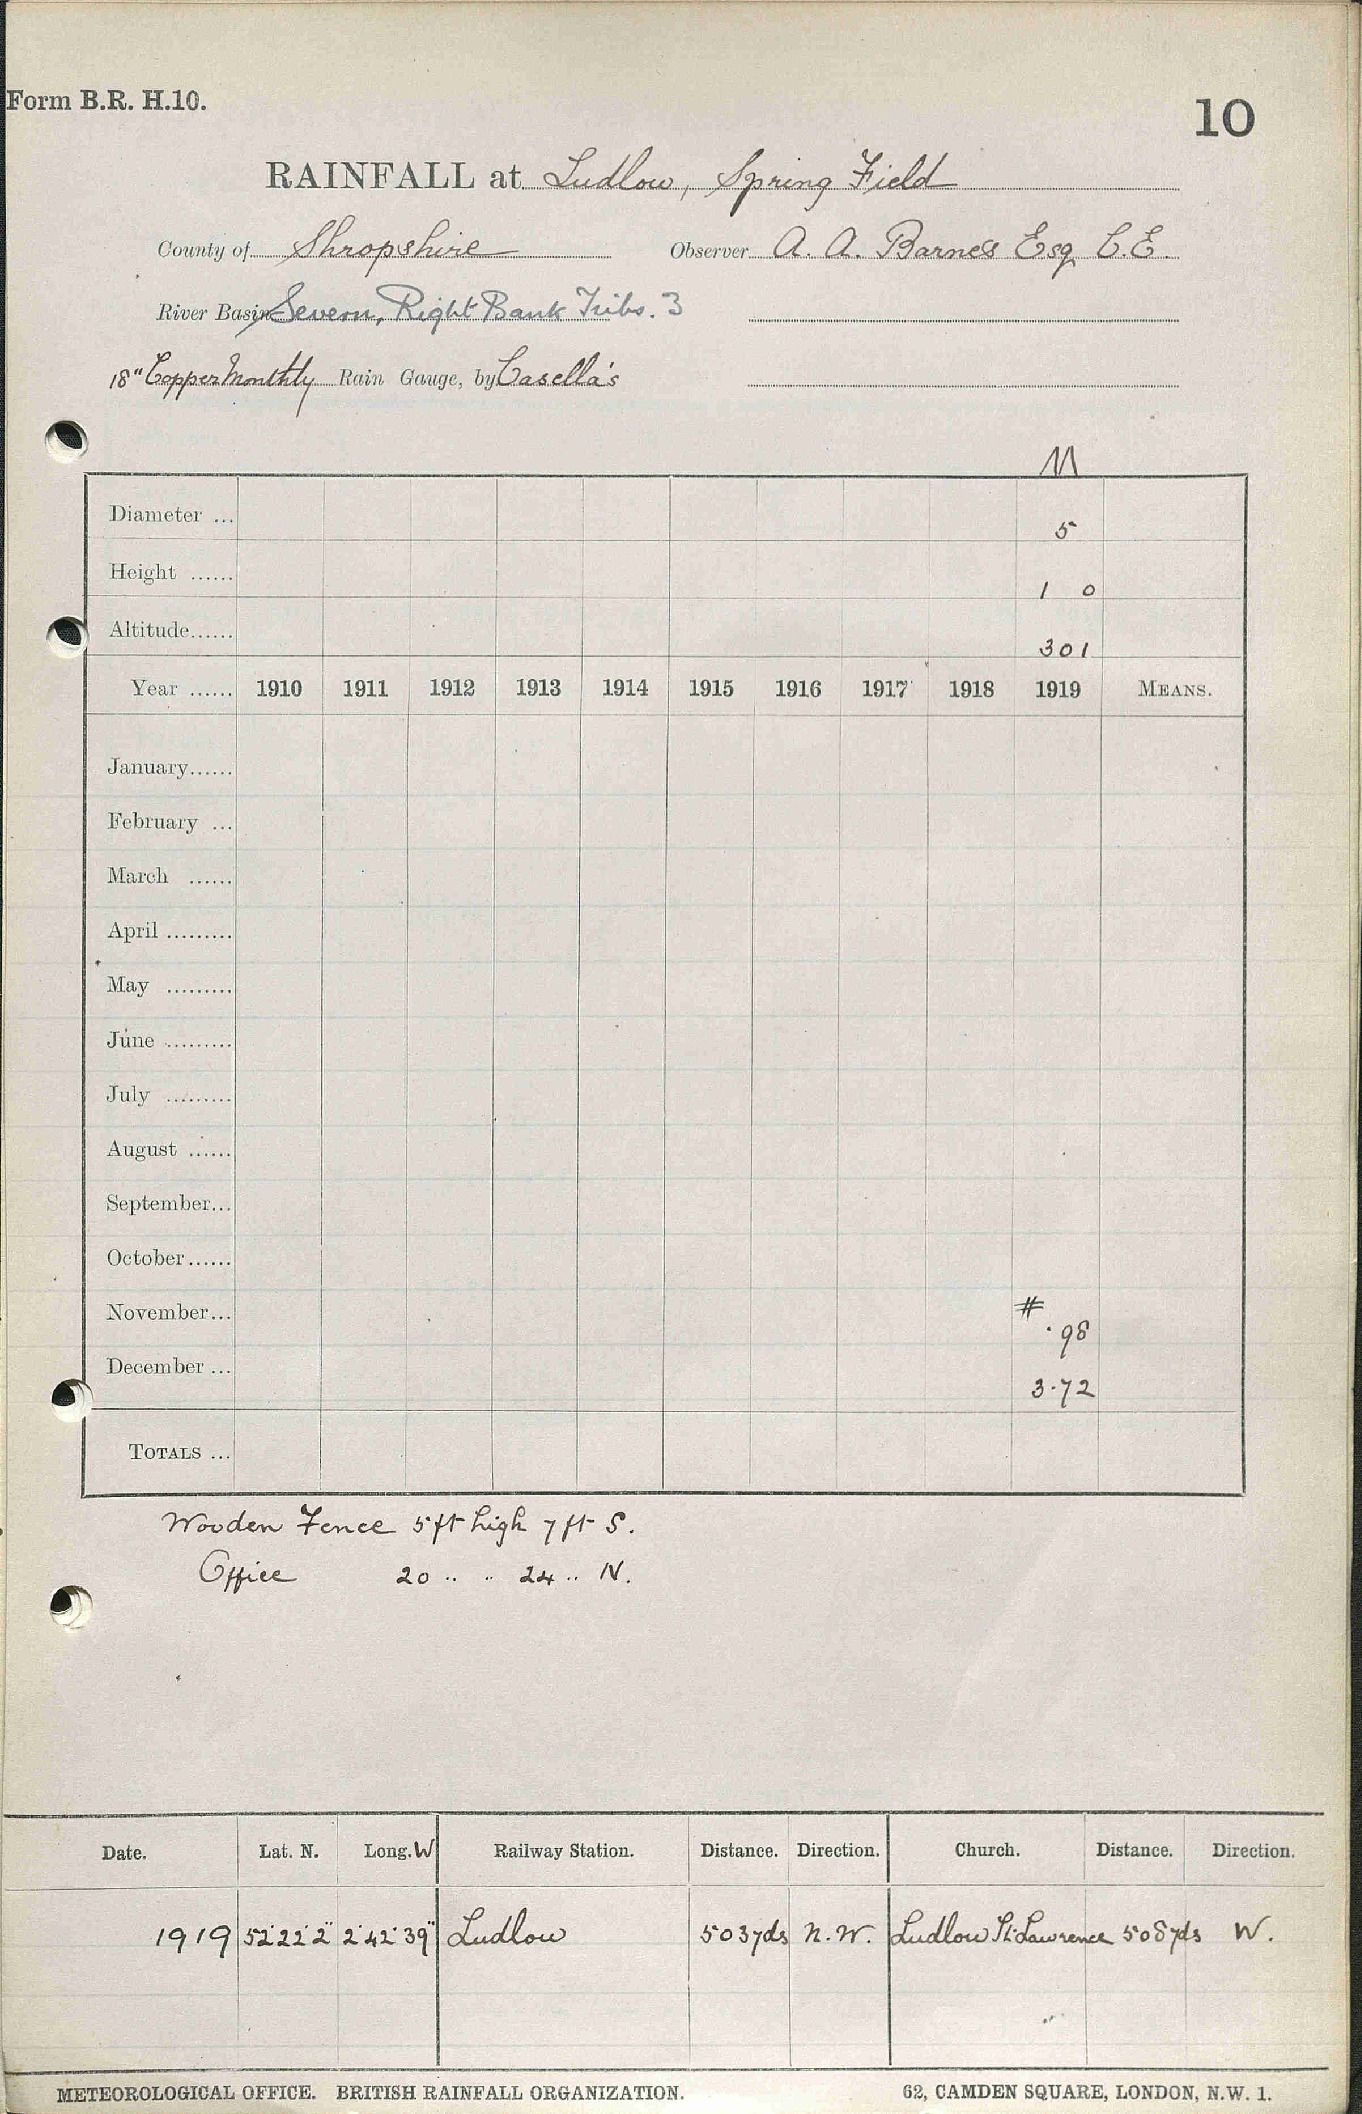 Form B.R. H.10.
10
RAINFALL at Ludlow, Spring Field
County of Shropshire Observer A. A. Barnes Esq C.E.
River Basin Severn, Right Bank Tribs. 3
18" Copper Monthly Rain Gauge, by Casella's
M
Diameter ... 5
Height ...... 1 0
Altitude...... 301
Year ...... 1910 1911 1912 1913 1914 1915 1916 1917 1918 1919 MEANS.
January......
February ...
March ......
April .........
May .........
June .........
July .........
August ......
September...
October......
November... # .98
December ... 3.72
TOTALS ...
Wooden Fence 5ft high 7 ft S.
Office 20 " " 24 " N.
Date. Lat. N. Long. W Railway Station. Distance. Direction. Church. Distance. Direction.
1919 52° 22' 2" 2° 42' 39" Ludlow 503yds N.W. Ludlow St. Lawrence 508yds W.
METEOROLOGICAL OFFICE. BRITISH RAINFALL ORGANIZATION. 62, CAMDEN SQUARE, LONDON, N.W. 1.